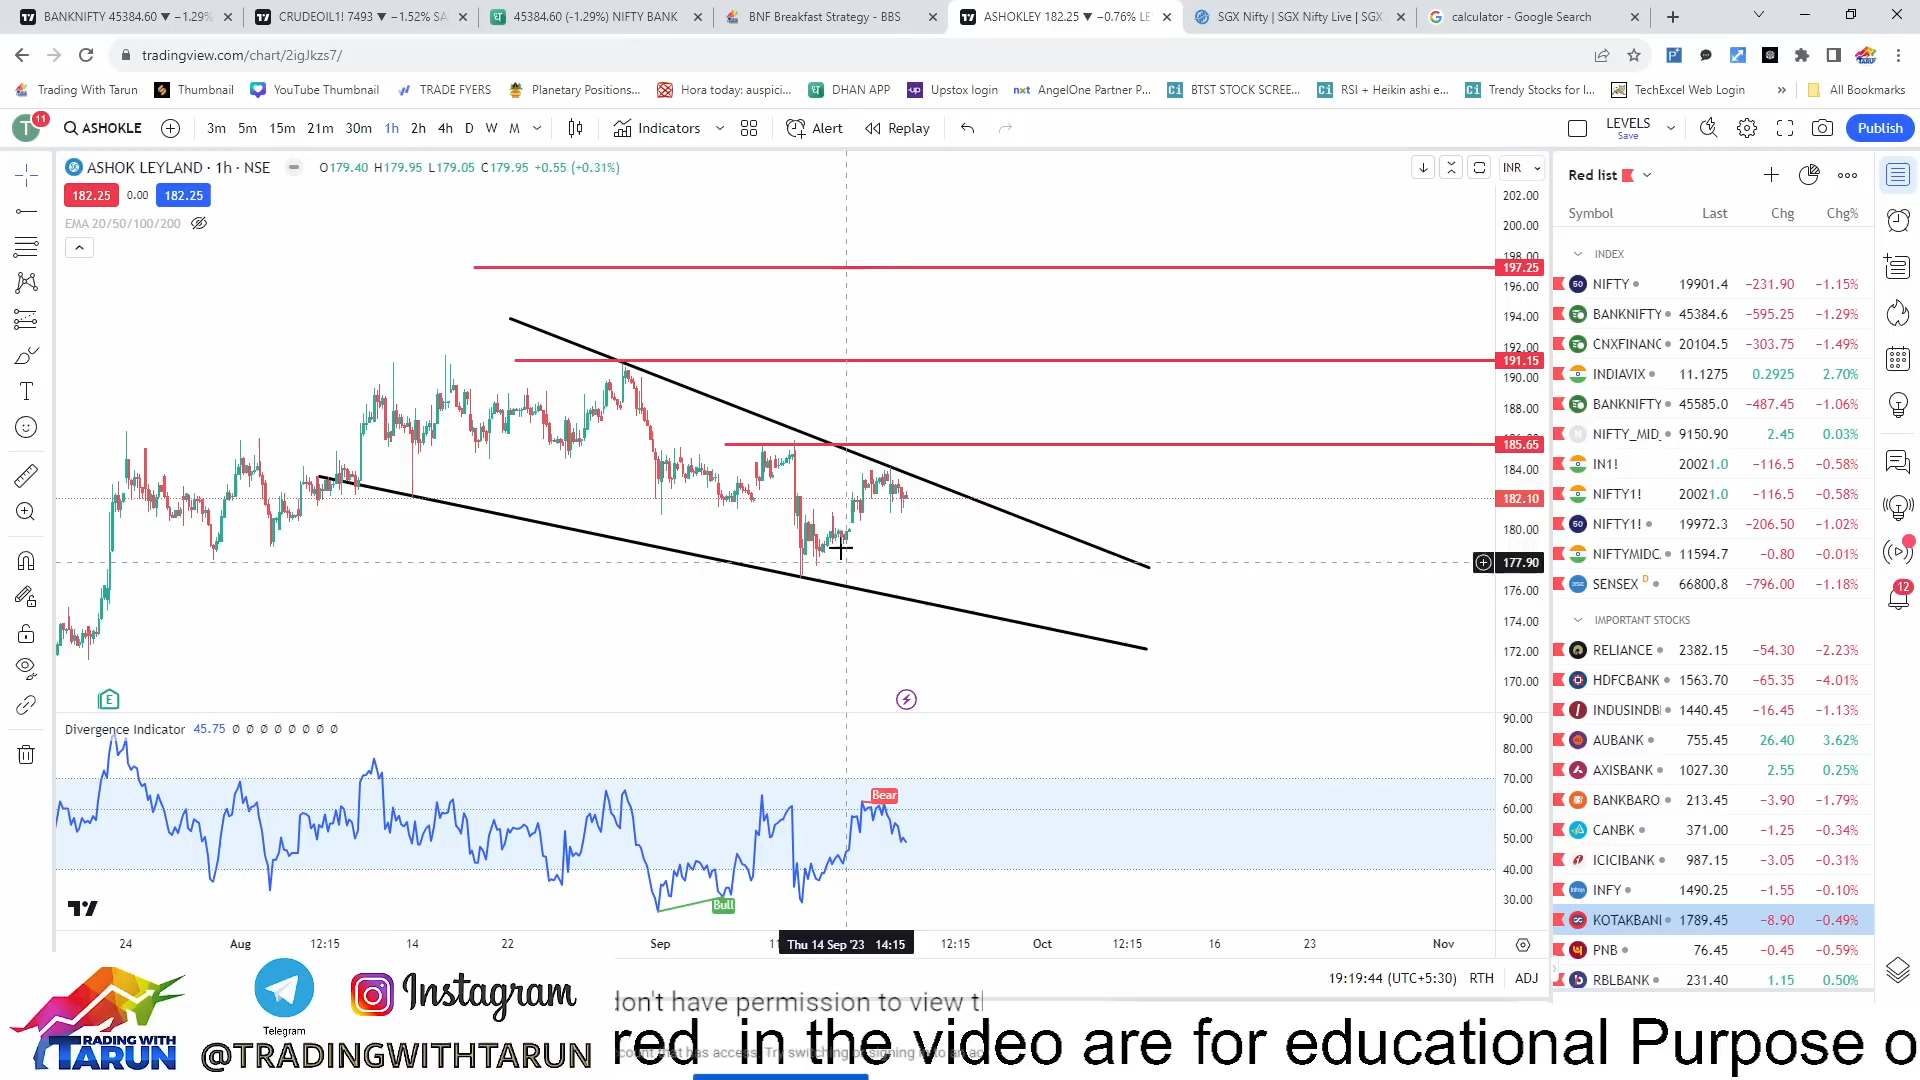 BANKNIFTY 45384.60 ▼ −1.29%
CRUDEOIL1! 7493 ▼ −1.52% SA
45384.60 (-1.29%) NIFTY BANK
BNF Breakfast Strategy - BBS
ASHOKLEY 182.25 ▼ −0.76% LE
SGX Nifty | SGX Nifty Live | SGX
calculator - Google Search
tradingview.com/chart/2igJkzs7/
Trading With Tarun
Thumbnail
YouTube Thumbnail
TRADE FYERS
Planetary Positions...
Hora today: auspici...
DHAN APP
Upstox login
AngelOne Partner P...
BTST STOCK SCREE...
RSI + Heikin ashi e...
Trendy Stocks for I...
TechExcel Web Login
»
All Bookmarks
T 11
ASHOKLE
3m 5m 15m 21m 30m 1h 2h 4h D W M
Indicators
Alert
Replay
LEVELS
Save
Publish
ASHOK LEYLAND · 1h · NSE
O179.40 H179.95 L179.05 C179.95 +0.55 (+0.31%)
INR
182.25 0.00 182.25
EMA 20/50/100/200
202.00
200.00
198.00
197.25
196.00
194.00
192.00
191.15
190.00
188.00
185.65
184.00
182.10
180.00
177.90
176.00
174.00
172.00
170.00
E
Divergence Indicator 45.75 ∅ ∅ ∅ ∅ ∅ ∅ ∅ ∅
90.00
80.00
70.00
60.00
50.00
40.00
30.00
Bear
Bull
24 Aug 12:15 14 22 Sep 11 Thu 14 Sep '23 14:15 12:15 Oct 12:15 16 23 Nov
19:19:44 (UTC+5:30) RTH ADJ
Red list
Symbol Last Chg Chg%
INDEX
NIFTY 19901.4 −231.90 −1.15%
BANKNIFTY 45384.6 −595.25 −1.29%
CNXFINANC 20104.5 −303.75 −1.49%
INDIAVIX 11.1275 0.2925 2.70%
BANKNIFTY 45585.0 −487.45 −1.06%
NIFTY_MID_ 9150.90 2.45 0.03%
IN1! 20021.0 −116.5 −0.58%
NIFTY1! 20021.0 −116.5 −0.58%
NIFTY1! 19972.3 −206.50 −1.02%
NIFTYMIDC. 11594.7 −0.80 −0.01%
SENSEX D 66800.8 −796.00 −1.18%
IMPORTANT STOCKS
RELIANCE 2382.15 −54.30 −2.23%
HDFCBANK 1563.70 −65.35 −4.01%
INDUSINDB 1440.45 −16.45 −1.13%
AUBANK 755.45 26.40 3.62%
AXISBANK 1027.30 2.55 0.25%
BANKBARO 213.45 −3.90 −1.79%
CANBK 371.00 −1.25 −0.34%
ICICIBANK 987.15 −3.05 −0.31%
INFY 1490.25 −1.55 −0.10%
KOTAKBANI 1789.45 −8.90 −0.49%
PNB 76.45 −0.45 −0.59%
RBLBANK 231.40 1.15 0.50%
12
TRADING WITH
TARUN
Telegram
Instagram
@TRADINGWITHTARUN
don't have permission to view tl
red in the video are for educational Purpose o